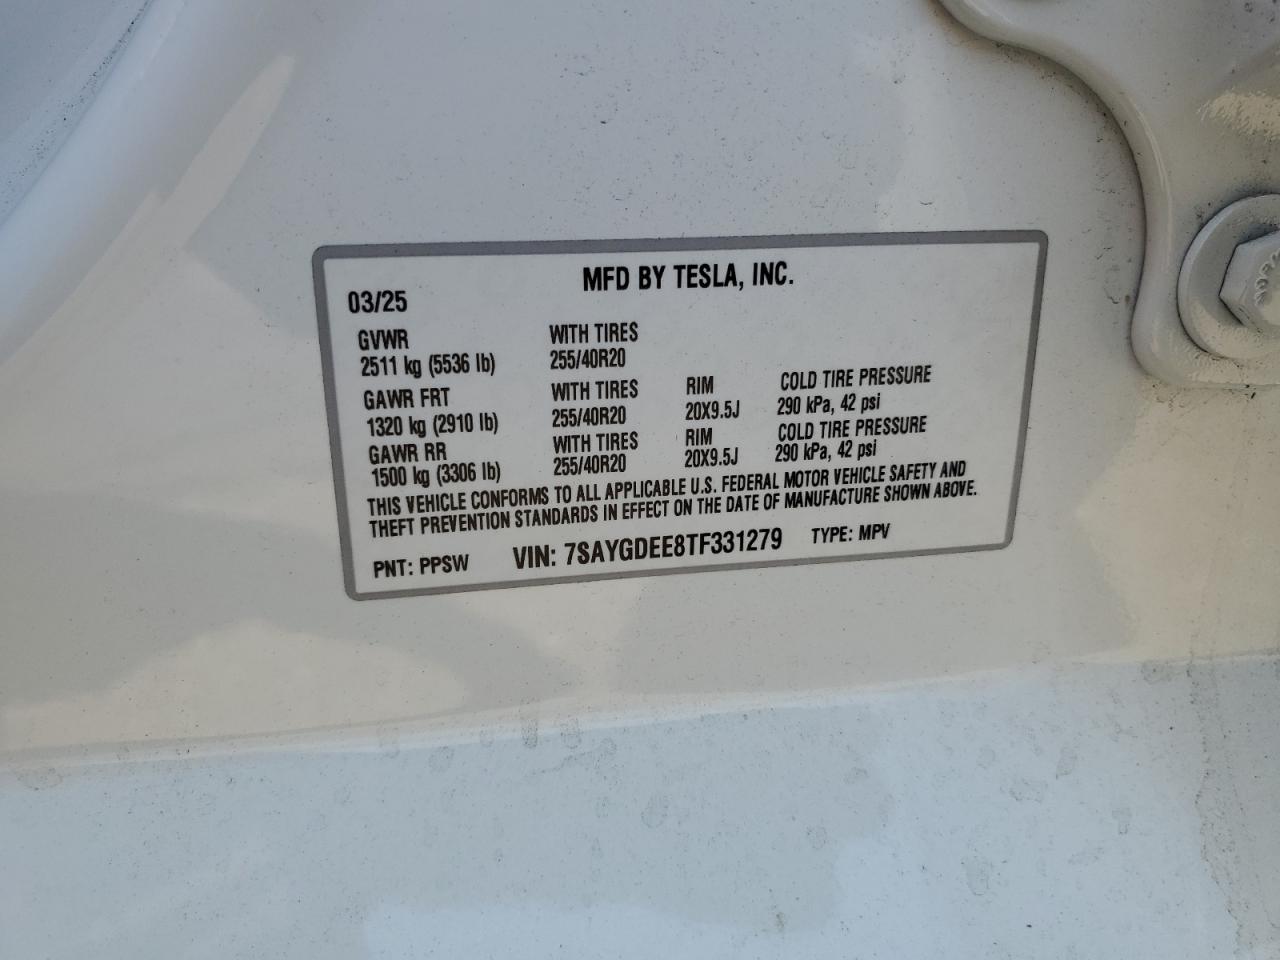 MFD BY TESLA, INC.
03/25
GVWR WITH TIRES
2511 kg (5536 lb) 255/40R20
GAWR FRT WITH TIRES RIM COLD TIRE PRESSURE
1320 kg (2910 lb) 255/40R20 20X9.5J 290 kPa, 42 psi
GAWR RR WITH TIRES RIM COLD TIRE PRESSURE
1500 kg (3306 lb) 255/40R20 20X9.5J 290 kPa, 42 psi
THIS VEHICLE CONFORMS TO ALL APPLICABLE U.S. FEDERAL MOTOR VEHICLE SAFETY AND
THEFT PREVENTION STANDARDS IN EFFECT ON THE DATE OF MANUFACTURE SHOWN ABOVE.
PNT: PPSW VIN: 7SAYGDEE8TF331279 TYPE: MPV